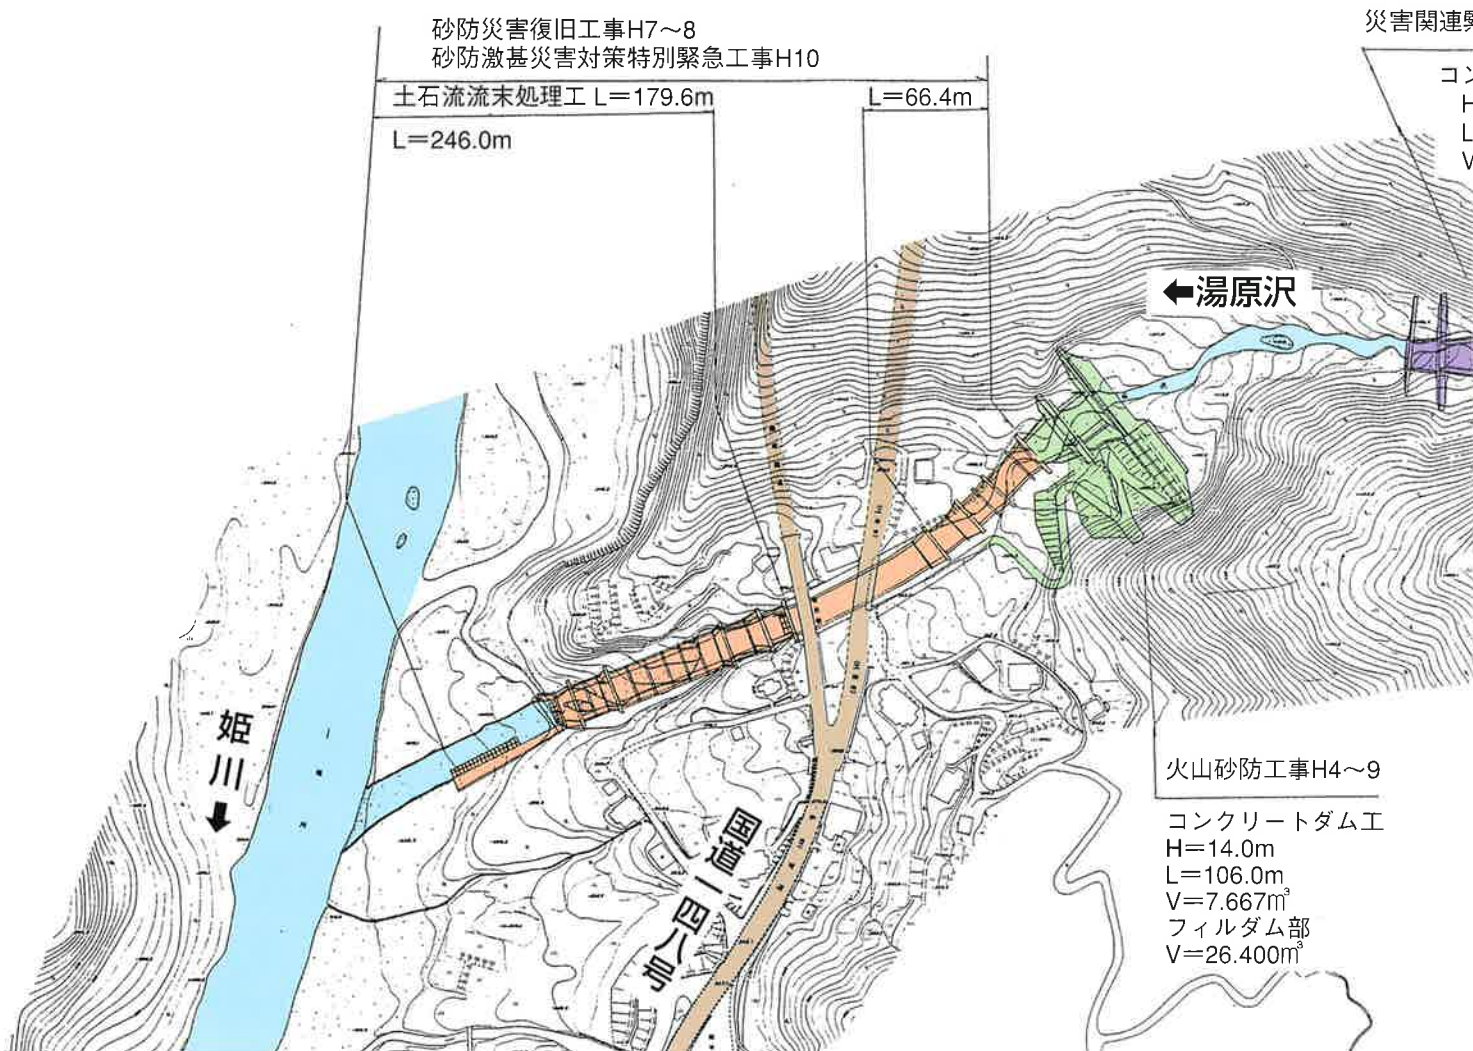 砂防災害復旧工事H7～8
砂防激甚災害対策特別緊急工事H10
土石流流末処理工 L＝179.6m
L＝66.4m
L＝246.0m
災害関連緊
コン
H
L
V
←湯原沢
姫川
国道一四八号
火山砂防工事H4～9
コンクリートダム工
H＝14.0m
L＝106.0m
V＝7.667m³
フィルダム部
V＝26.400m³